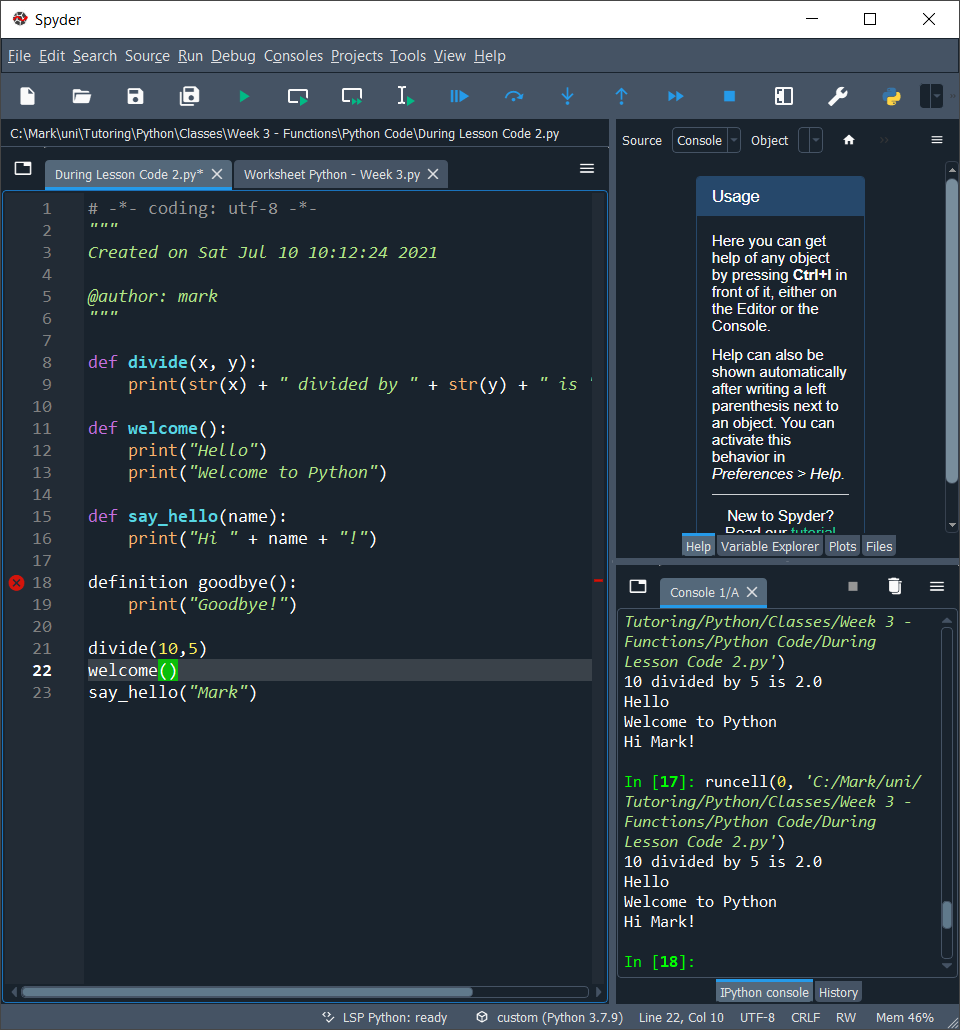 Spyder
File Edit Search Source Run Debug Consoles Projects Tools View Help
C:\Mark\uni\Tutoring\Python\Classes\Week 3 - Functions\Python Code\During Lesson Code 2.py
During Lesson Code 2.py* Worksheet Python - Week 3.py
1 # -*- coding: utf-8 -*-
2 """
3 Created on Sat Jul 10 10:12:24 2021
4
5 @author: mark
6 """
7
8 def divide(x, y):
9     print(str(x) + " divided by " + str(y) + " is "
10
11 def welcome():
12     print("Hello")
13     print("Welcome to Python")
14
15 def say_hello(name):
16     print("Hi " + name + "!")
17
18 definition goodbye():
19     print("Goodbye!")
20
21 divide(10,5)
22 welcome()
23 say_hello("Mark")
Source Console Object
Usage
Here you can get
help of any object
by pressing Ctrl+I in
front of it, either on
the Editor or the
Console.
Help can also be
shown automatically
after writing a left
parenthesis next to
an object. You can
activate this
behavior in
Preferences > Help.
New to Spyder?
Read our tutorial
Help Variable Explorer Plots Files
Console 1/A
Tutoring/Python/Classes/Week 3 -
Functions/Python Code/During
Lesson Code 2.py')
10 divided by 5 is 2.0
Hello
Welcome to Python
Hi Mark!
In [17]: runcell(0, 'C:/Mark/uni/
Tutoring/Python/Classes/Week 3 -
Functions/Python Code/During
Lesson Code 2.py')
10 divided by 5 is 2.0
Hello
Welcome to Python
Hi Mark!
In [18]:
IPython console History
LSP Python: ready custom (Python 3.7.9) Line 22, Col 10 UTF-8 CRLF RW Mem 46%